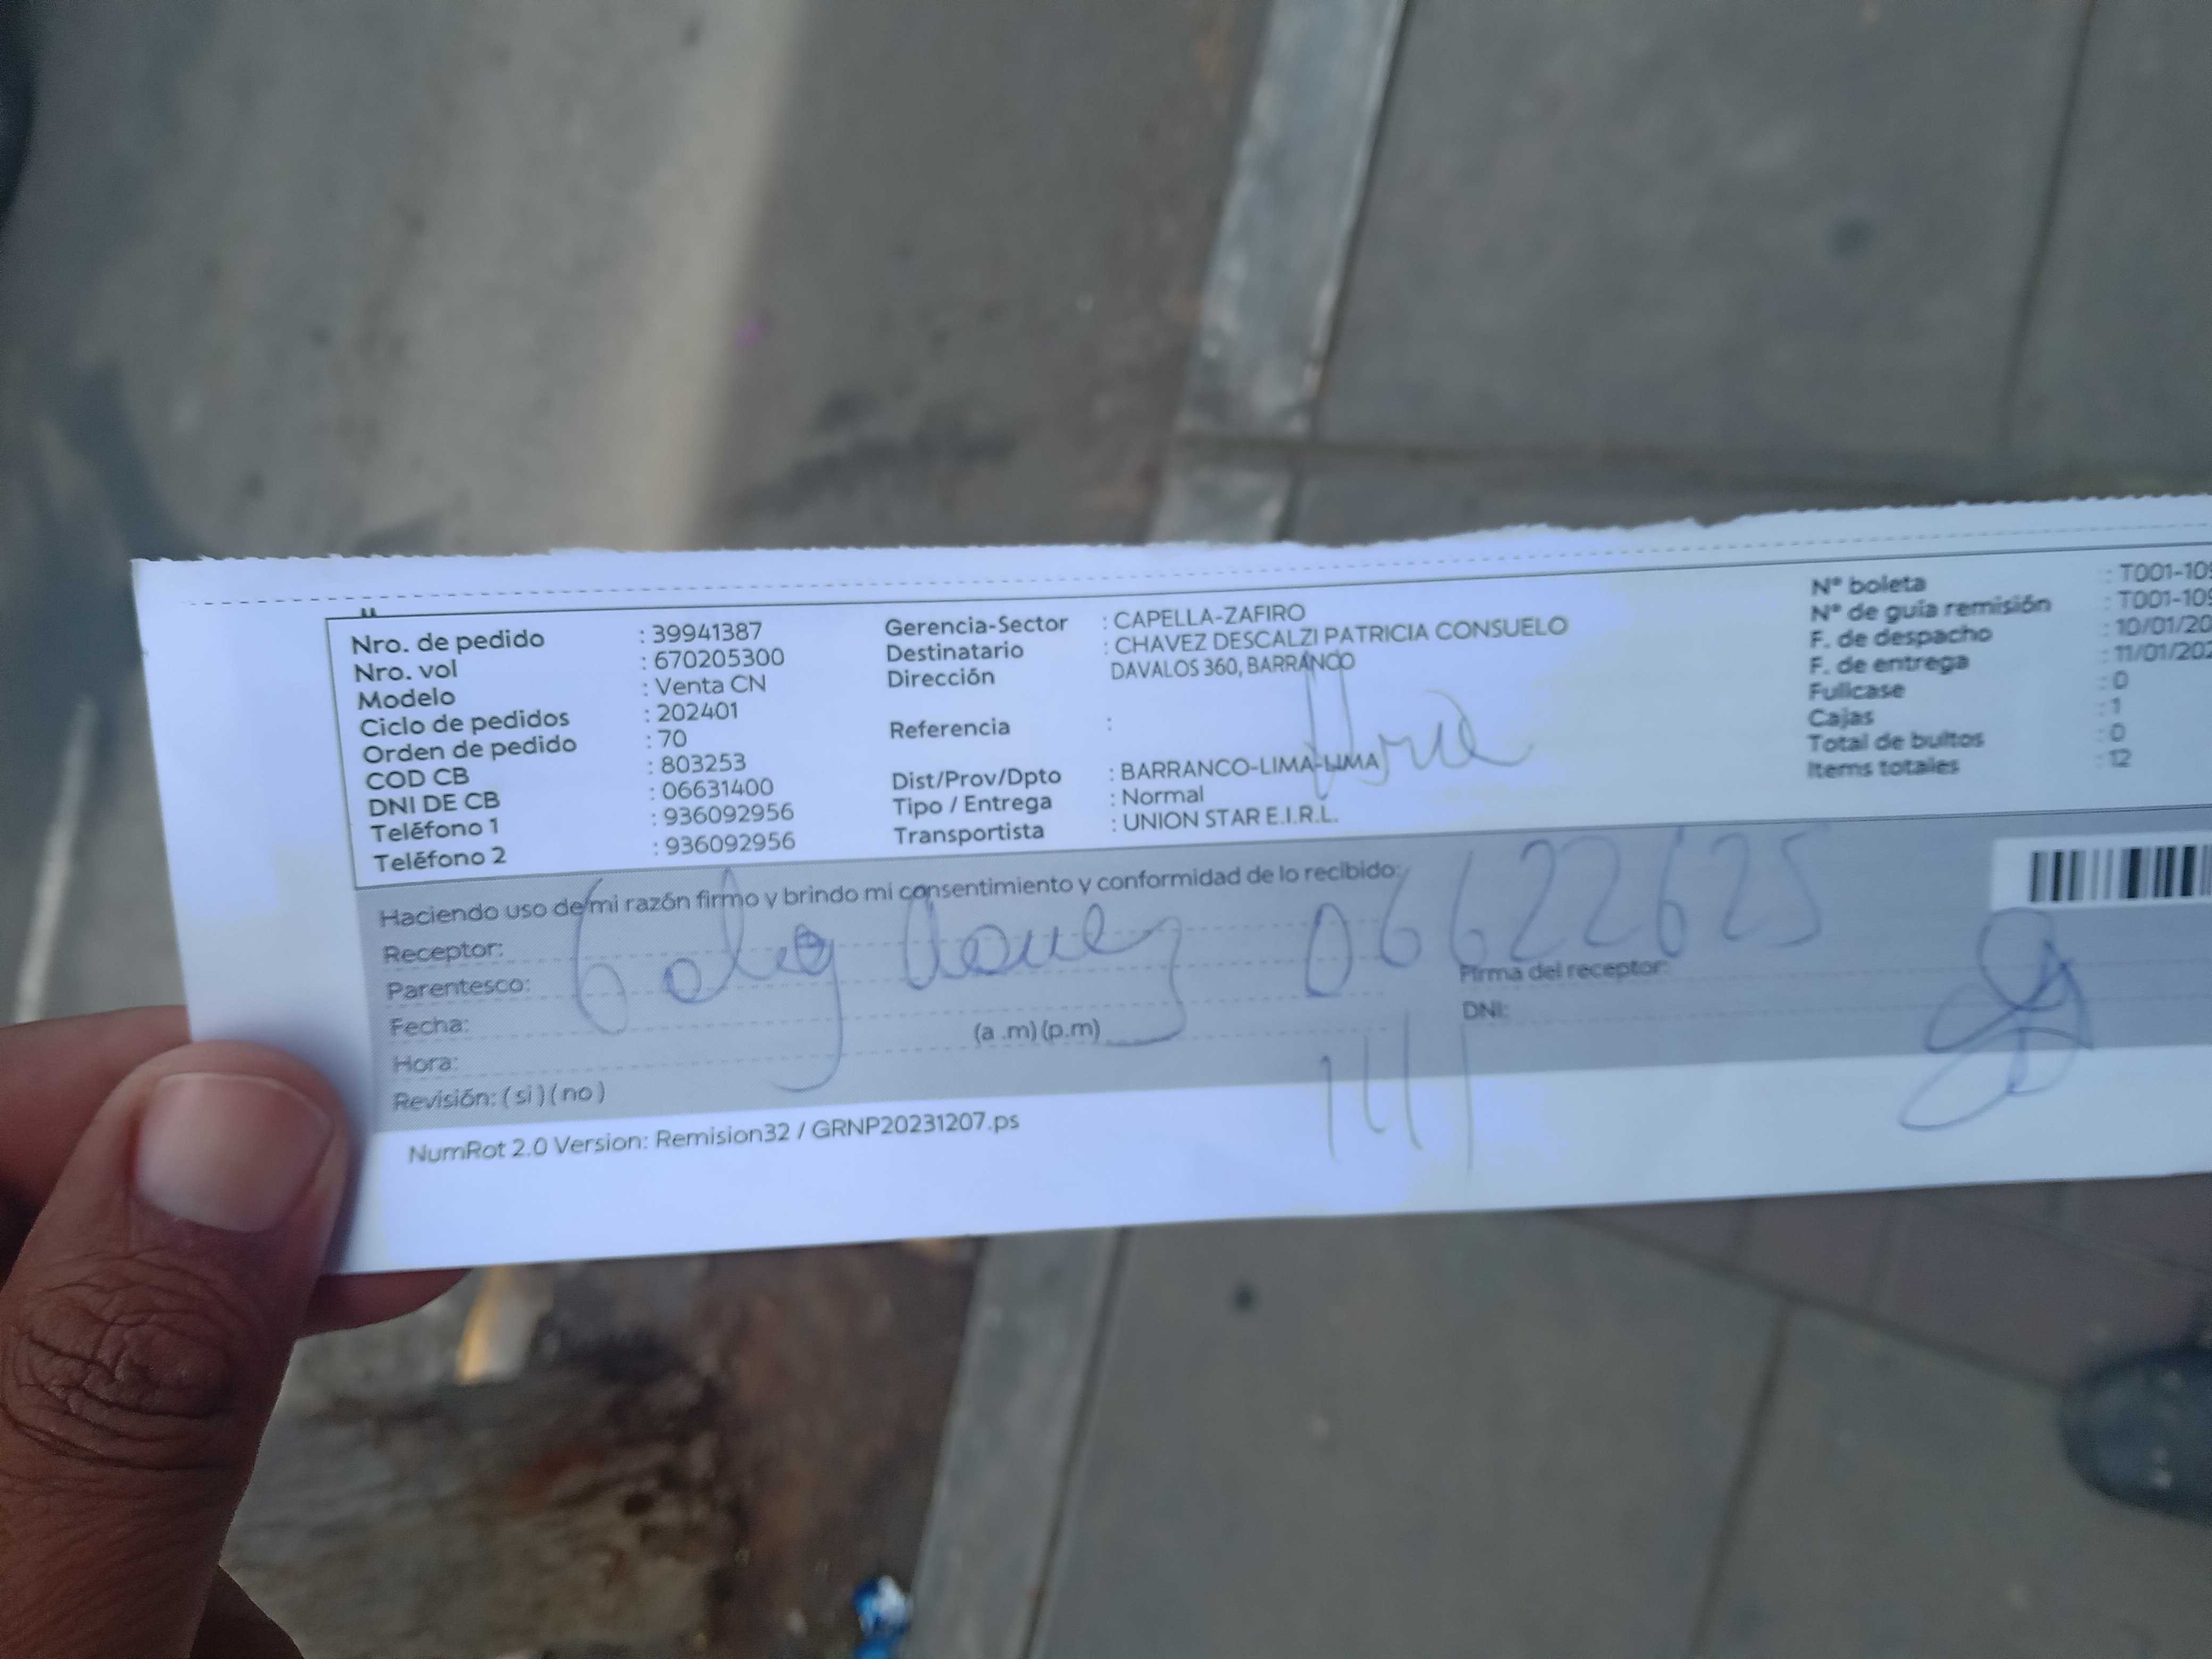 Nro. de pedido : 39941387
Nro. vol : 670205300
Modelo : Venta CN
Ciclo de pedidos : 202401
Orden de pedido : 70
COD CB : 803253
DNI DE CB : 06631400
Teléfono 1 : 936092956
Teléfono 2 : 936092956
Gerencia-Sector : CAPELLA-ZAFIRO
Destinatario : CHAVEZ DESCALZI PATRICIA CONSUELO
Dirección DAVALOS 360, BARRANCO
Referencia :
Dist/Prov/Dpto : BARRANCO-LIMA-LIMA
Tipo / Entrega : Normal
Transportista : UNION STAR E.I.R.L.
N° boleta : T001-109
N° de guía remisión : T001-109
F. de despacho : 10/01/20
F. de entrega : 11/01/202
Fullcase : 0
Cajas : 1
Total de bultos : 0
Items totales : 12
Haciendo uso de mi razón firmo y brindo mi consentimiento y conformidad de lo recibido:
Receptor:
Parentesco:
Fecha:
Hora: (a .m) (p.m)
Revisión: ( si ) ( no )
06622625
Firma del receptor:
DNI:
NumRot 2.0 Version: Remision32 / GRNP20231207.ps